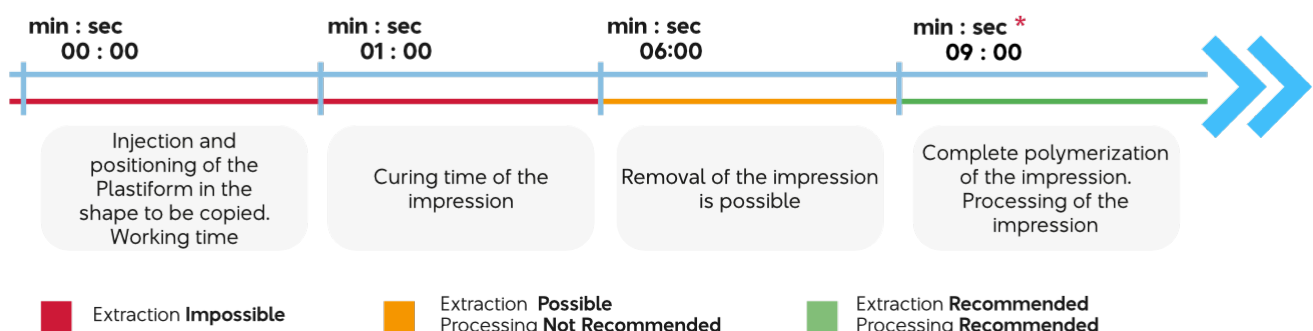 min : sec
00 : 00
min : sec
01 : 00
min : sec
06:00
min : sec *
09 : 00
Injection and
positioning of the
Plastiform in the
shape to be copied.
Working time
Curing time of the
impression
Removal of the impression
is possible
Complete polymerization
of the impression.
Processing of the
impression
Extraction Impossible
Extraction Possible
Processing Not Recommended
Extraction Recommended
Processing Recommended